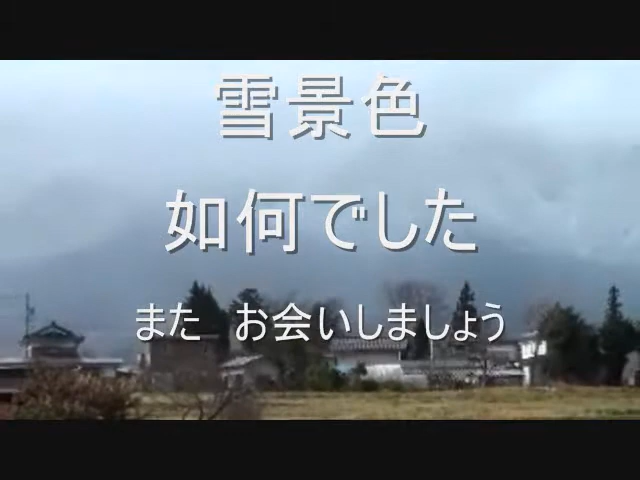 雪景色
如何でした
また　お会いしましょう